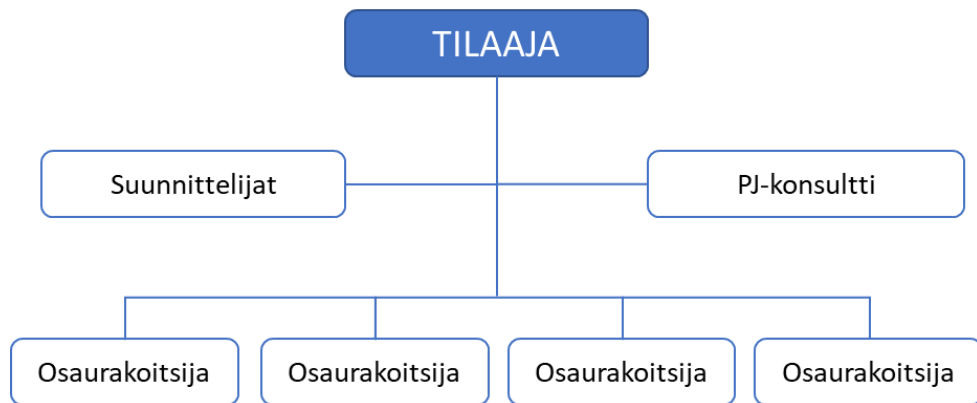 TILAAJA
Suunnittelijat
PJ-konsultti
Osaurakoitsija
Osaurakoitsija
Osaurakoitsija
Osaurakoitsija